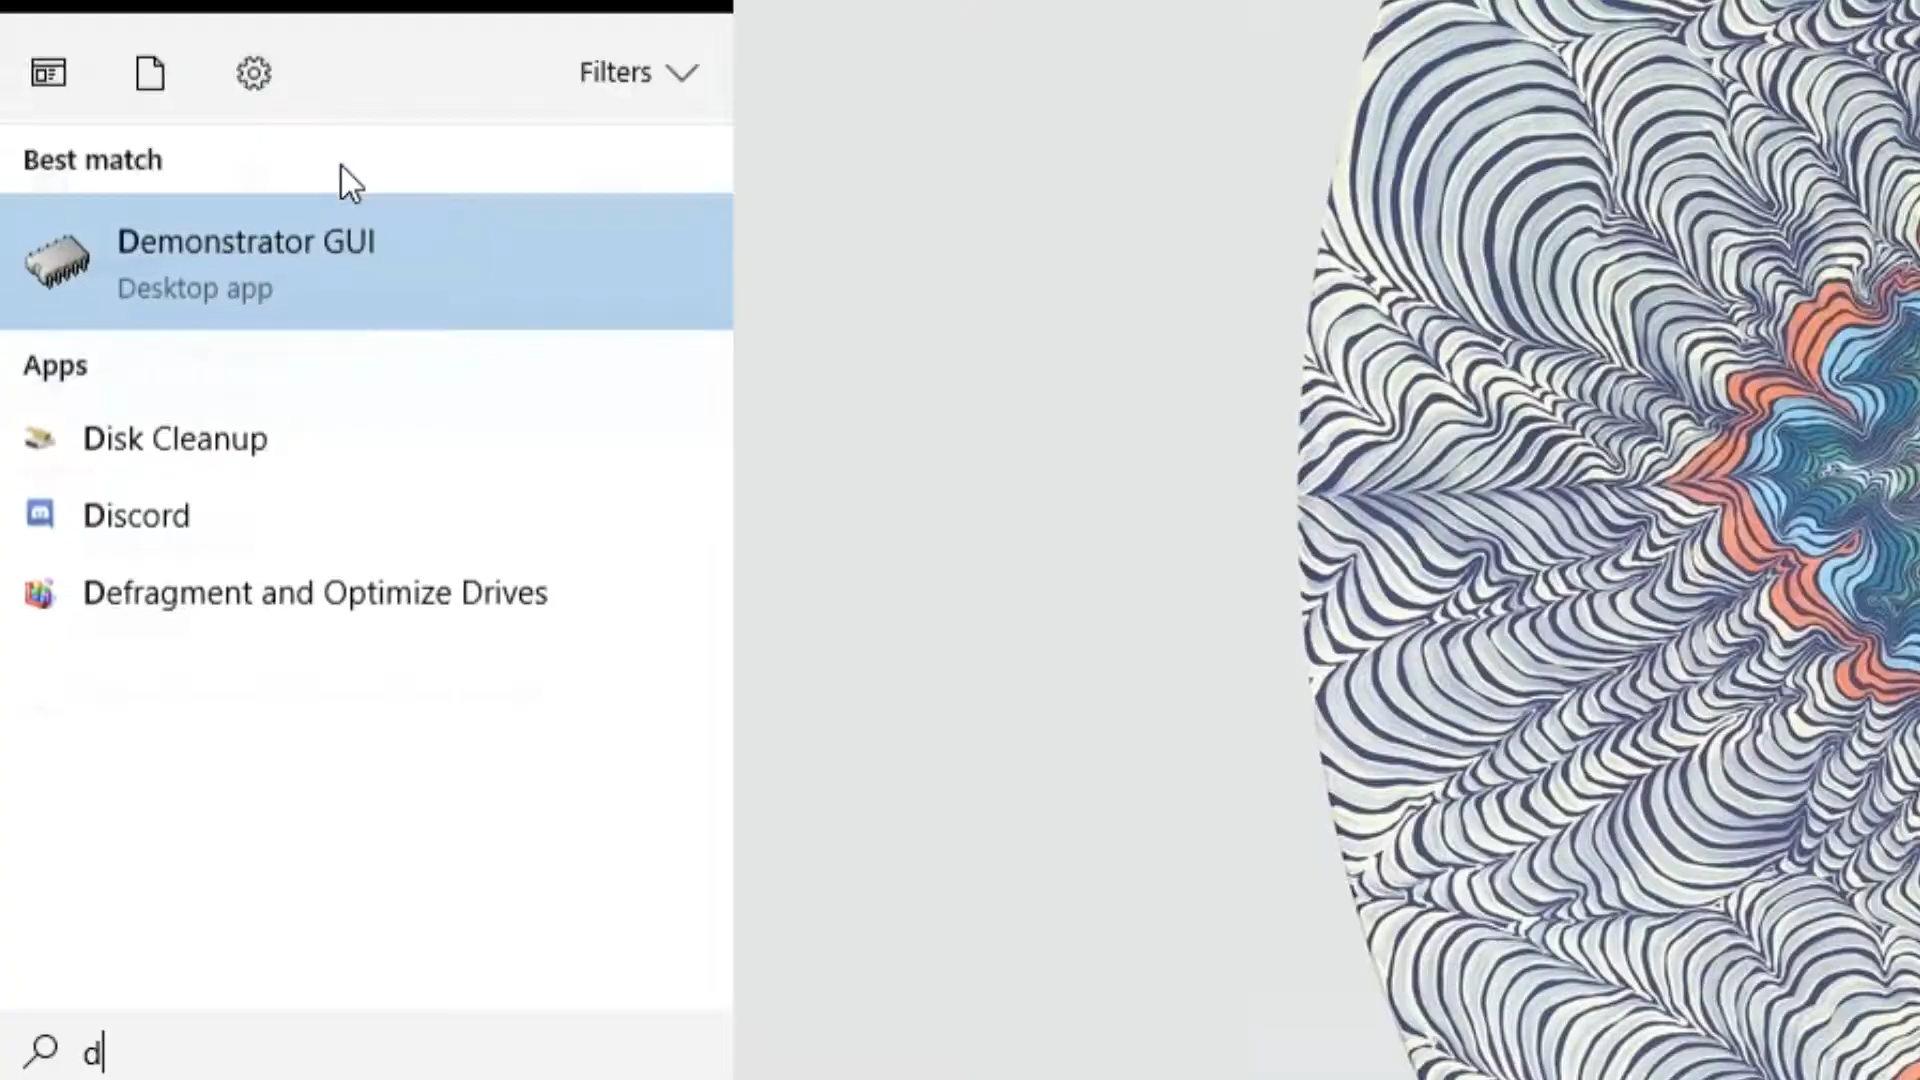 Filters
Best match
Demonstrator GUI
Desktop app
Apps
Disk Cleanup
Discord
Defragment and Optimize Drives
d